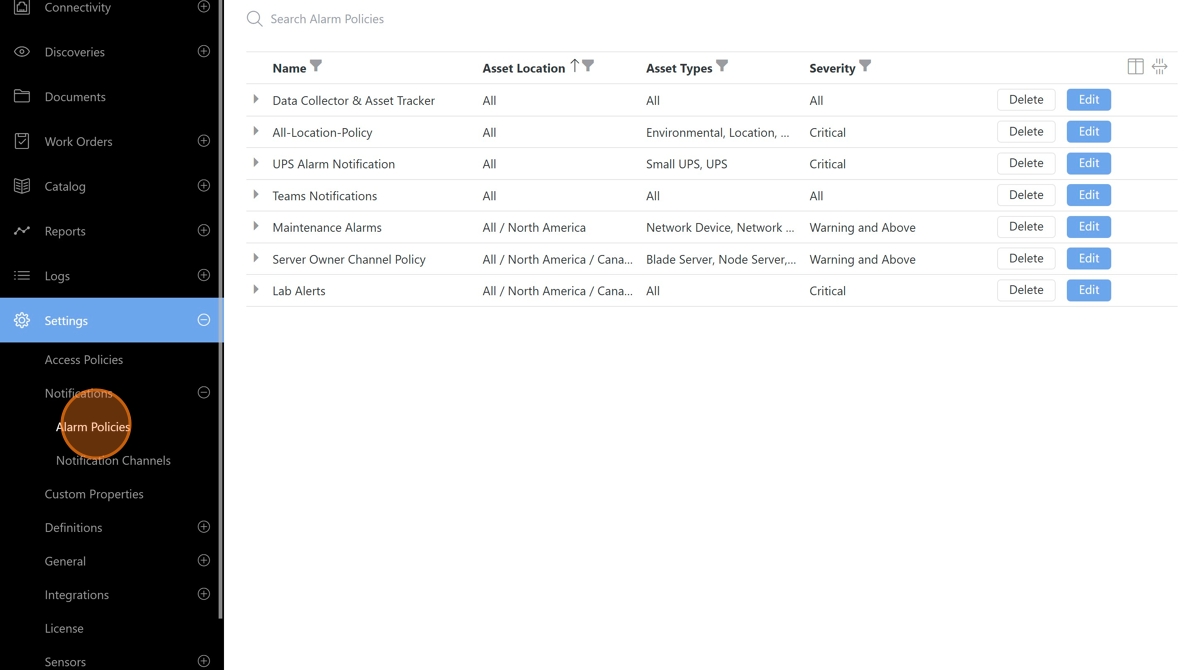 Connectivity
Discoveries
Documents
Work Orders
Catalog
Reports
Logs
Settings
Access Policies
Notifications
Alarm Policies
Notification Channels
Custom Properties
Definitions
General
Integrations
License
Sensors
Search Alarm Policies
Name Asset Location Asset Types Severity
Data Collector & Asset Tracker All All All Delete Edit
All-Location-Policy All Environmental, Location, ... Critical Delete Edit
UPS Alarm Notification All Small UPS, UPS Critical Delete Edit
Teams Notifications All All All Delete Edit
Maintenance Alarms All / North America Network Device, Network ... Warning and Above Delete Edit
Server Owner Channel Policy All / North America / Cana... Blade Server, Node Server,... Warning and Above Delete Edit
Lab Alerts All / North America / Cana... All Critical Delete Edit